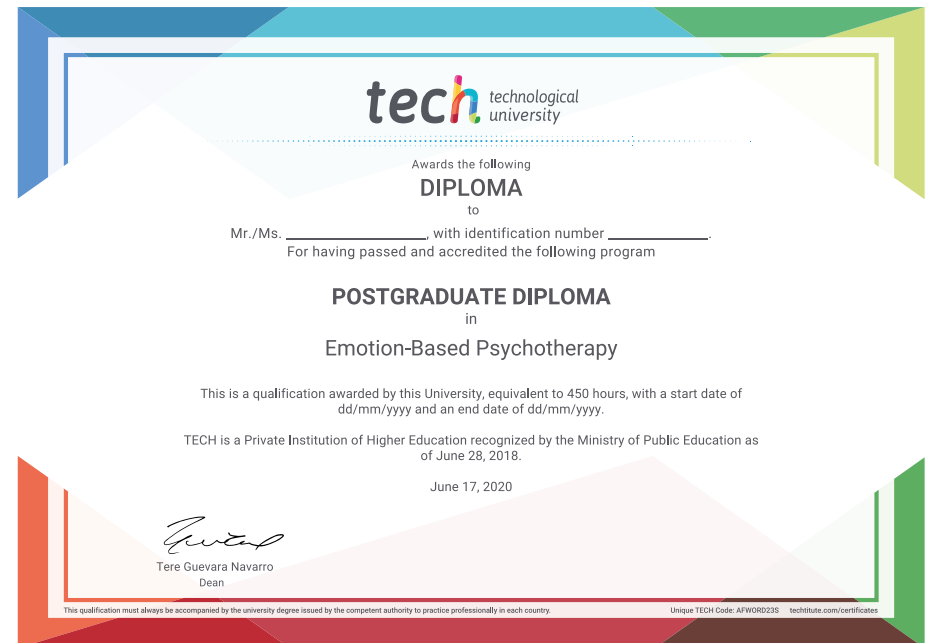 tech technological
university
Awards the following
DIPLOMA
to
Mr./Ms. ____________________, with identification number ______________.
For having passed and accredited the following program
POSTGRADUATE DIPLOMA
in
Emotion-Based Psychotherapy
This is a qualification awarded by this University, equivalent to 450 hours, with a start date of
dd/mm/yyyy and an end date of dd/mm/yyyy.
TECH is a Private Institution of Higher Education recognized by the Ministry of Public Education as
of June 28, 2018.
June 17, 2020
Tere Guevara Navarro
Dean
This qualification must always be accompanied by the university degree issued by the competent authority to practice professionally in each country. Unique TECH Code: AFWORD23S techtitute.com/certificates